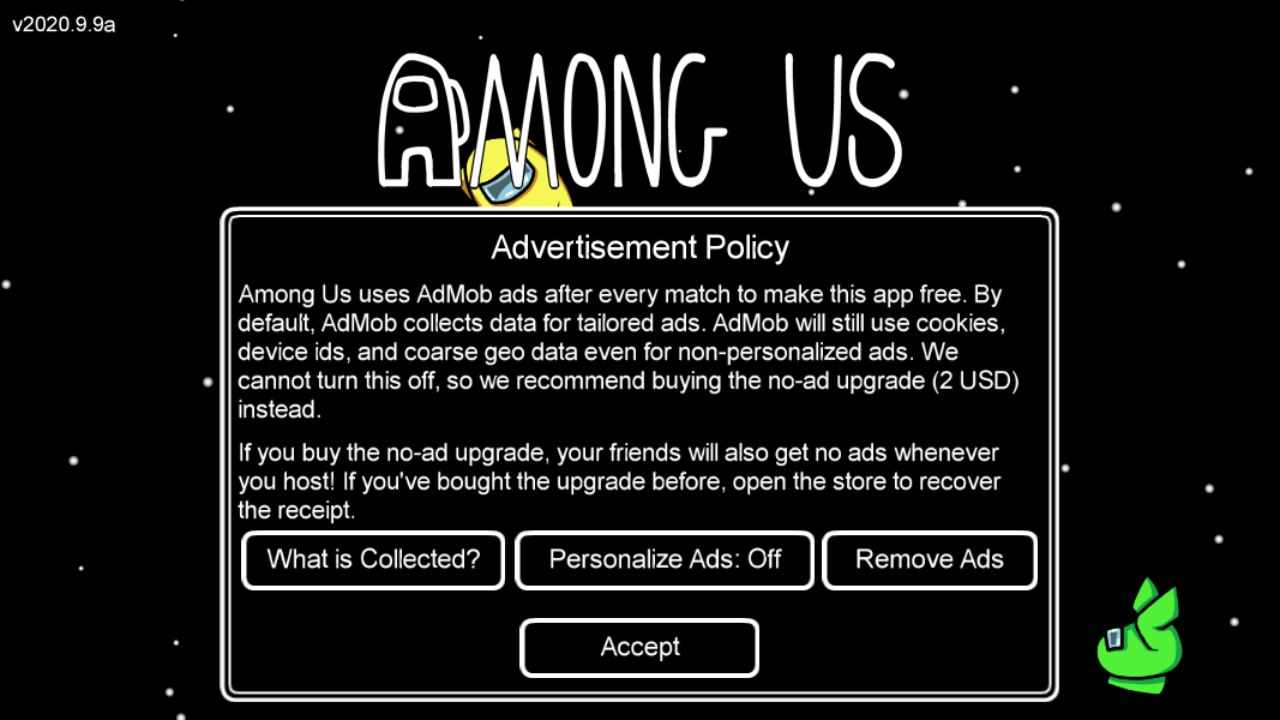 v2020.9.9a
AMONG US
Advertisement Policy
Among Us uses AdMob ads after every match to make this app free. By
default, AdMob collects data for tailored ads. AdMob will still use cookies,
device ids, and coarse geo data even for non-personalized ads. We
cannot turn this off, so we recommend buying the no-ad upgrade (2 USD)
instead.
If you buy the no-ad upgrade, your friends will also get no ads whenever
you host! If you've bought the upgrade before, open the store to recover
the receipt.
What is Collected?
Personalize Ads: Off
Remove Ads
Accept